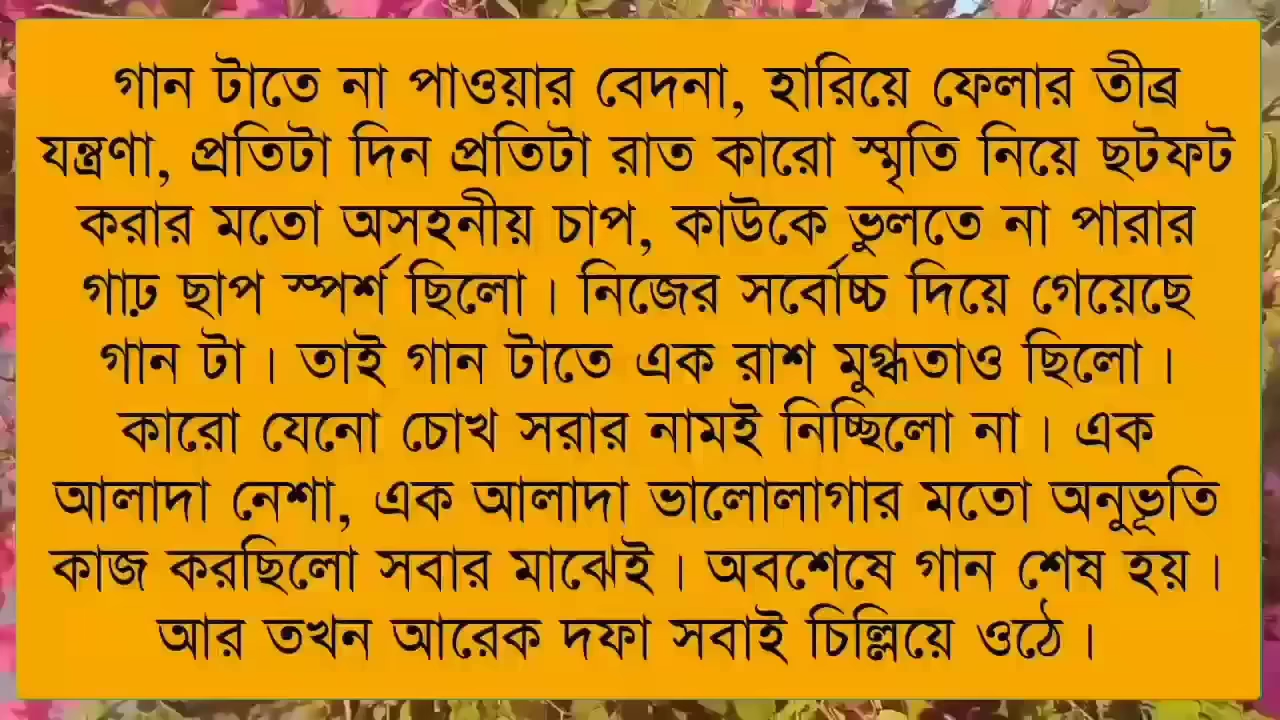 গান টাতে না পাওয়ার বেদনা, হারিয়ে ফেলার তীব্র
যন্ত্রণা, প্রতিটা দিন প্রতিটা রাত কারো স্মৃতি নিয়ে ছটফট
করার মতো অসহনীয় চাপ, কাউকে ভুলতে না পারার
গাঢ় ছাপ স্পর্শ ছিলো। নিজের সর্বোচ্চ দিয়ে গেয়েছে
গান টা। তাই গান টাতে এক রাশ মুগ্ধতাও ছিলো।
কারো যেনো চোখ সরার নামই নিচ্ছিলো না। এক
আলাদা নেশা, এক আলাদা ভালোলাগার মতো অনুভূতি
কাজ করছিলো সবার মাঝেই। অবশেষে গান শেষ হয়।
আর তখন আরেক দফা সবাই চিল্লিয়ে ওঠে।